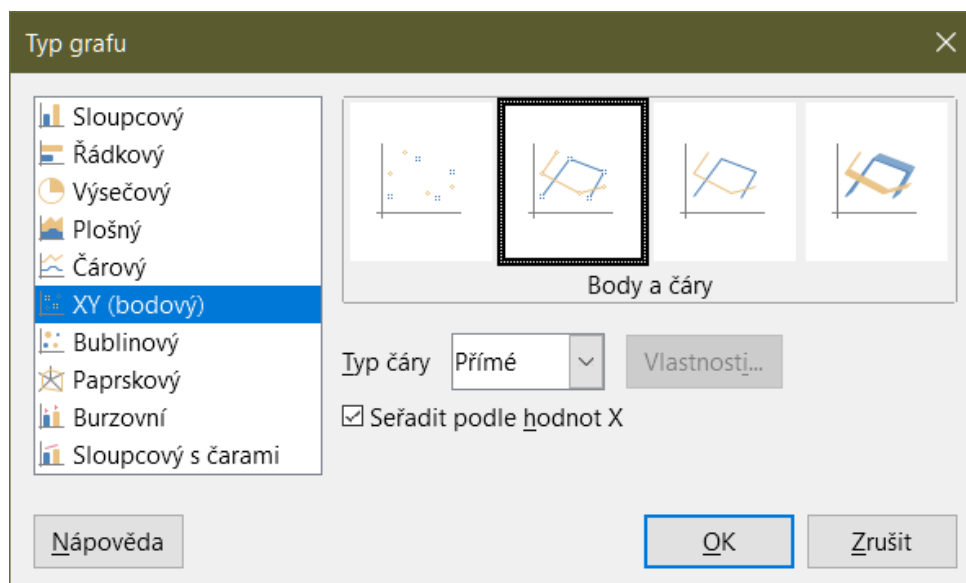 Typ grafu
Sloupcový
Řádkový
Výsečový
Plošný
Čárový
XY (bodový)
Bublinový
Paprskový
Burzovní
Sloupcový s čarami
Body a čáry
Typ čáry Přímé Vlastnosti...
Seřadit podle hodnot X
Nápověda OK Zrušit